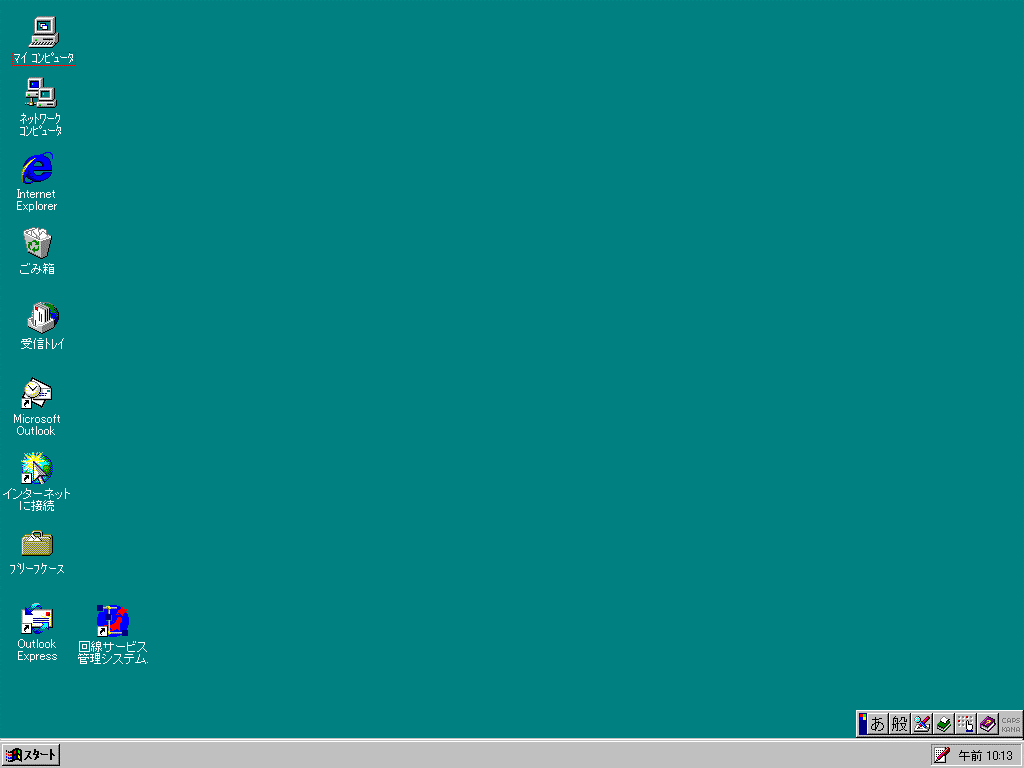 マイ コンピュータ
ネットワーク
コンピュータ
Internet
Explorer
ごみ箱
受信トレイ
Microsoft
Outlook
インターネット
に接続
ブリーフケース
Outlook
Express
回線サービス
管理システム.
あ 般
CAPS
KANA
スタート
午前 10:13